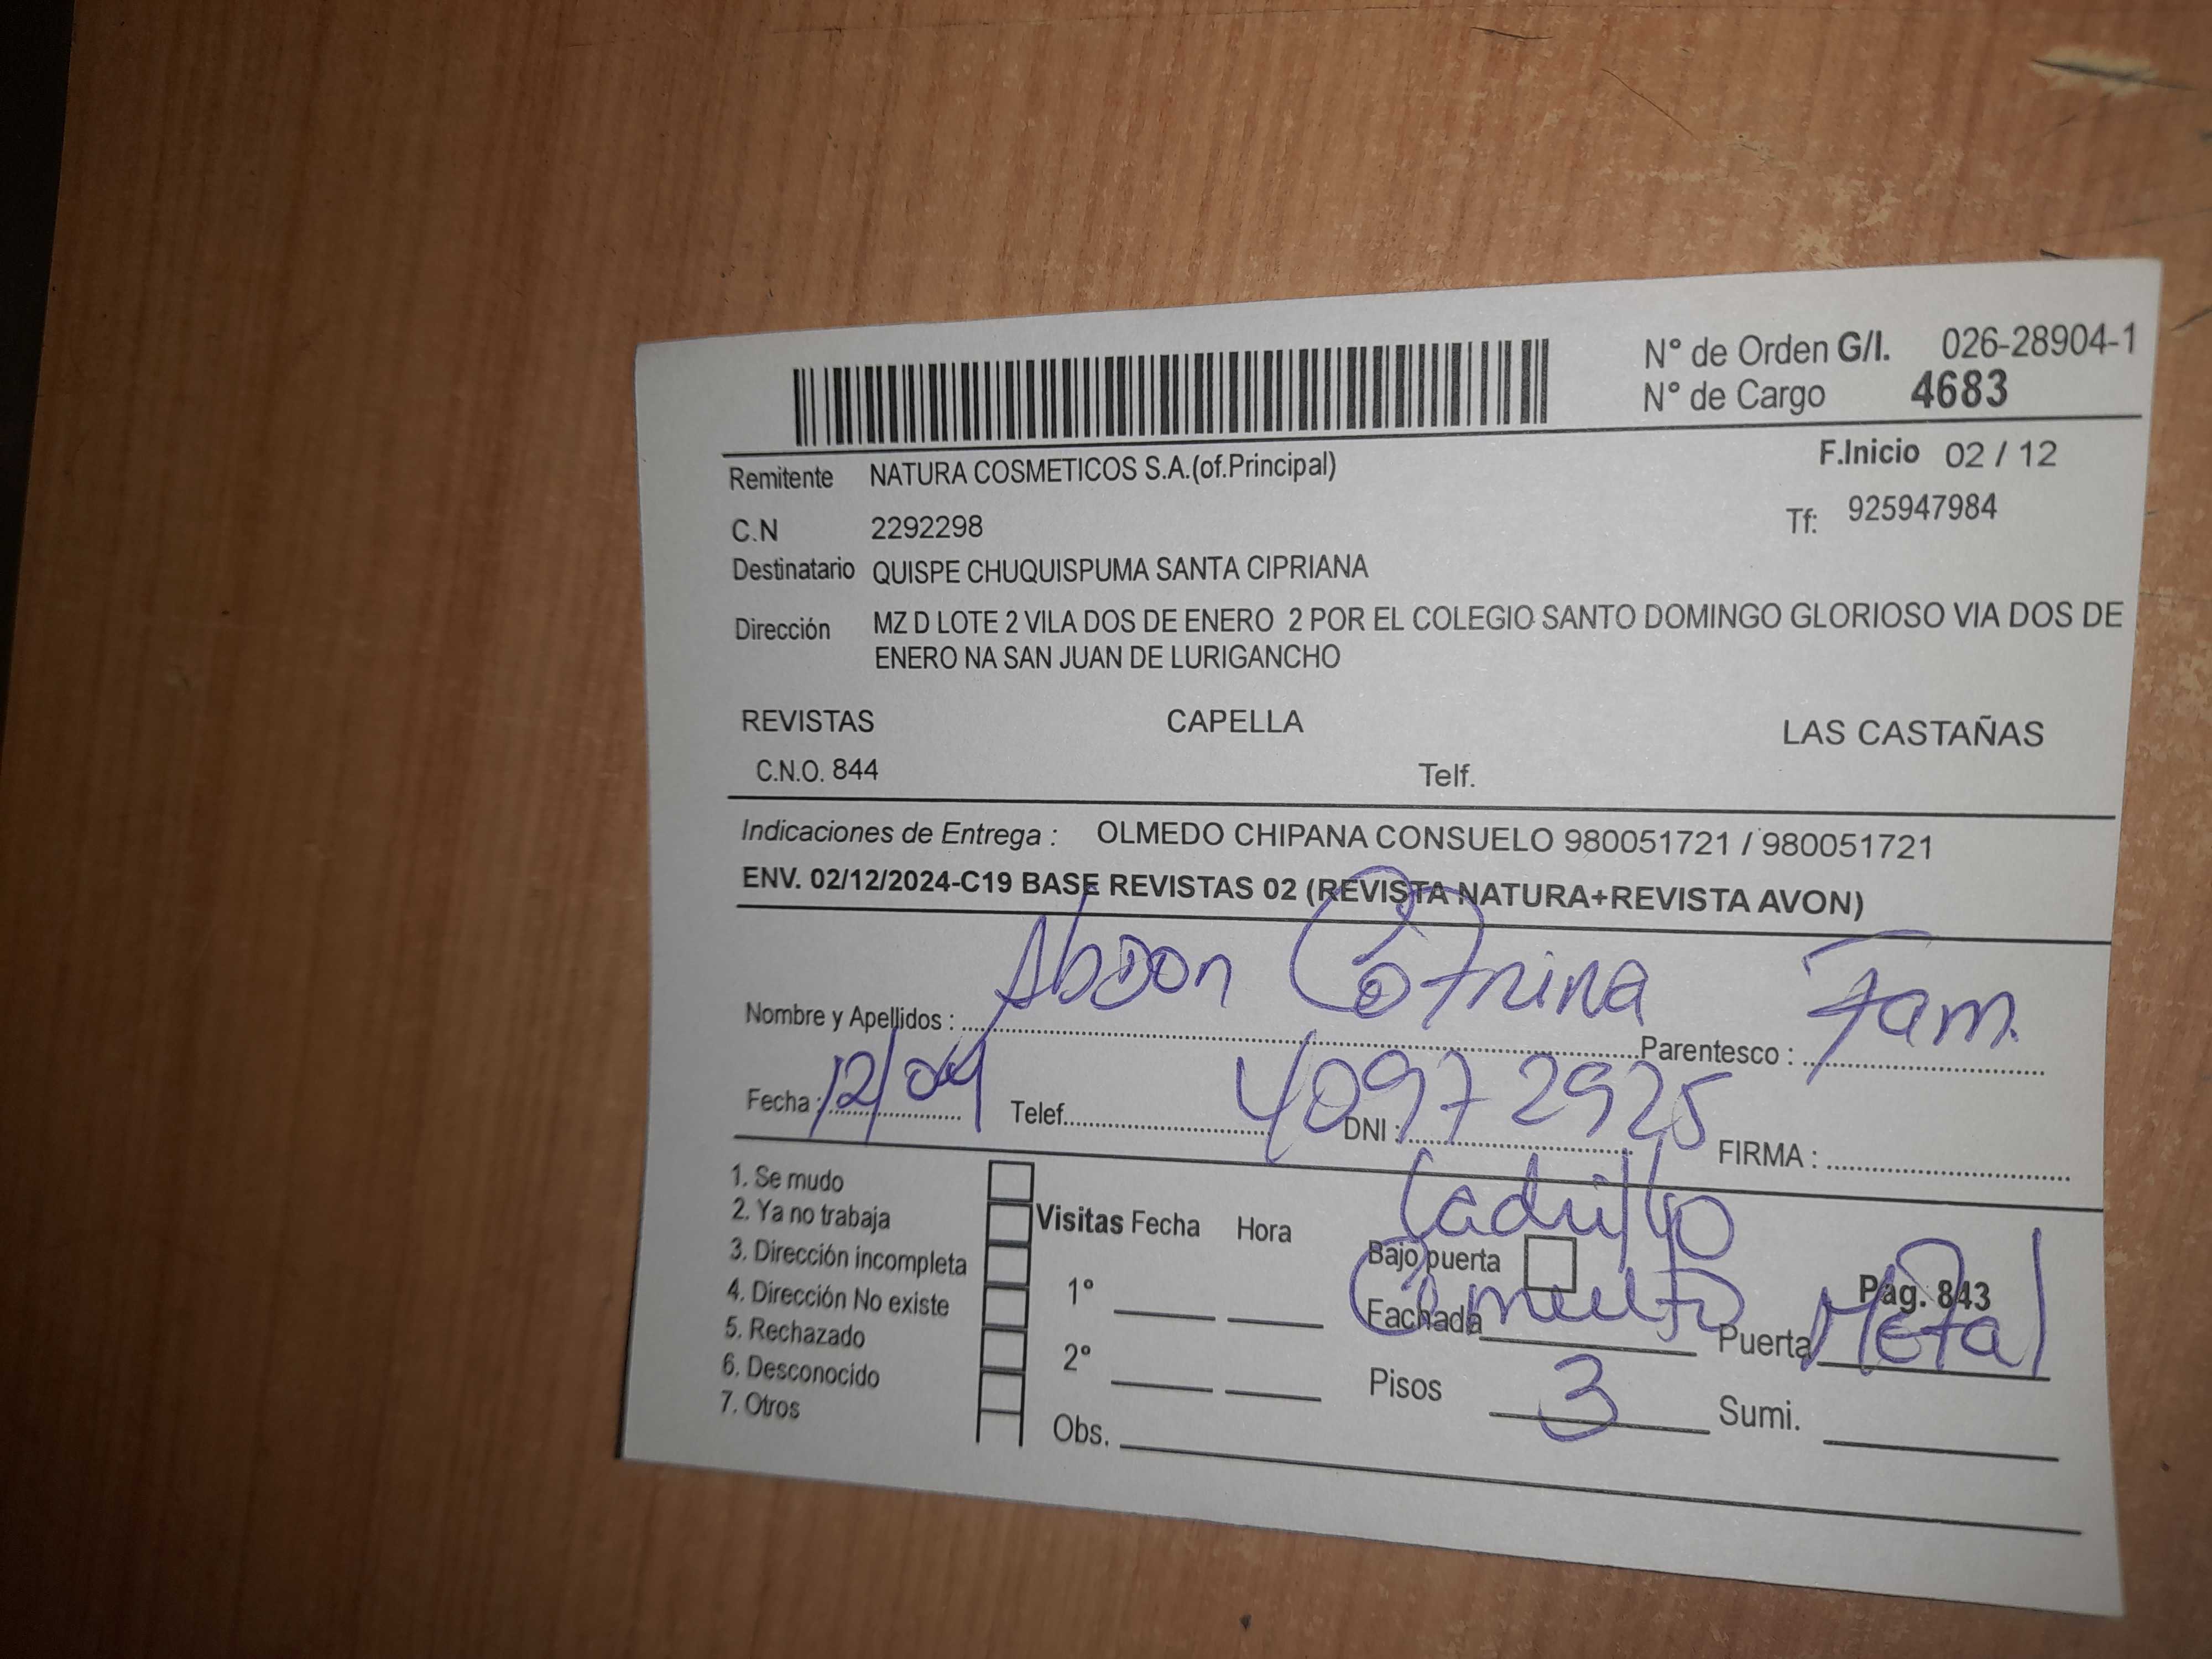 N° de Orden G/I. 026-28904-1
N° de Cargo 4683
F.Inicio 02 / 12
Remitente NATURA COSMETICOS S.A.(of.Principal)
Tf: 925947984
C.N 2292298
Destinatario QUISPE CHUQUISPUMA SANTA CIPRIANA
Dirección MZ D LOTE 2 VILA DOS DE ENERO 2 POR EL COLEGIO SANTO DOMINGO GLORIOSO VIA DOS DE
ENERO NA SAN JUAN DE LURIGANCHO
REVISTAS CAPELLA LAS CASTAÑAS
C.N.O. 844 Telf.
Indicaciones de Entrega : OLMEDO CHIPANA CONSUELO 980051721 / 980051721
ENV. 02/12/2024-C19 BASE REVISTAS 02 (REVISTA NATURA+REVISTA AVON)
Nombre y Apellidos : Abdon Cotrina Parentesco : Fam.
Fecha : 12/04 Telef. DNI : 40972925 FIRMA :
1. Se mudo
2. Ya no trabaja
3. Dirección incompleta
4. Dirección No existe
5. Rechazado
6. Desconocido
7. Otros
Visitas Fecha Hora
1°
2°
Obs.
Ladrillo
Bajo puerta
Pág. 843
Fachada Cemento Puerta Metal
Pisos 3 Sumi.